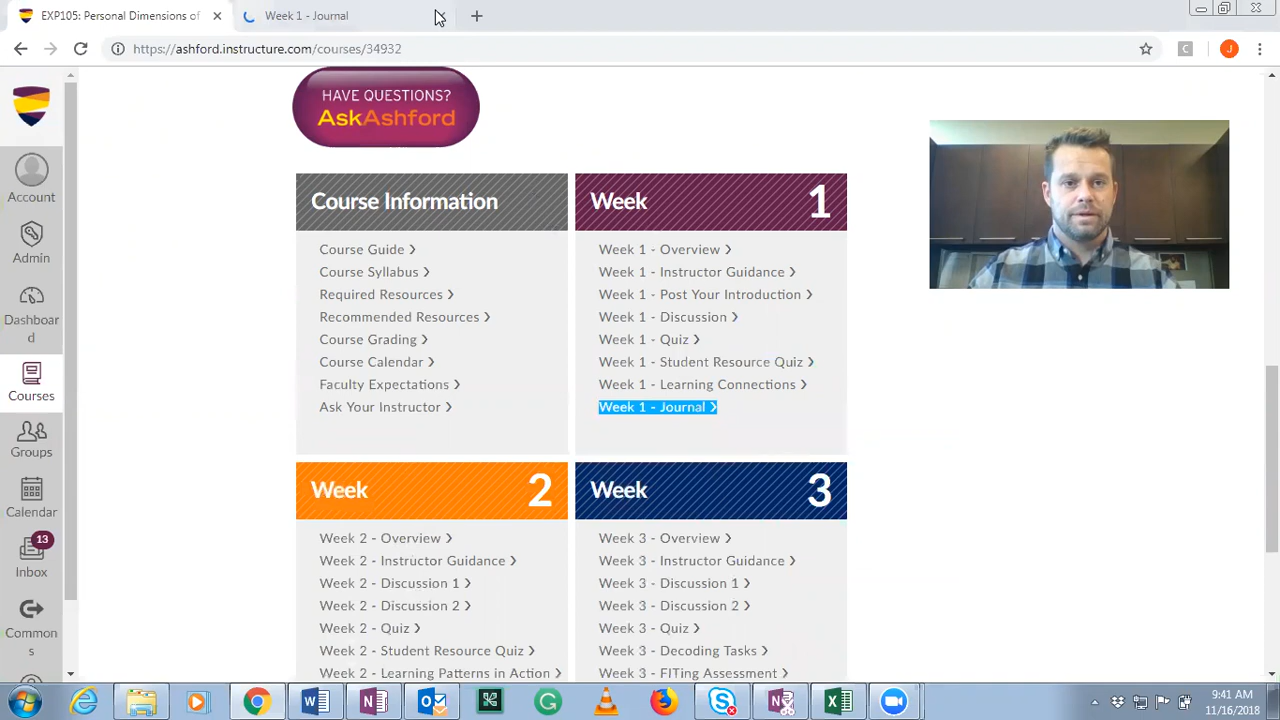 EXP105: Personal Dimensions of
Week 1 - Journal
https://ashford.instructure.com/courses/34932
C
J
HAVE QUESTIONS?
AskAshford
Account
Admin
Dashboar
d
Courses
Groups
Calendar
13
Inbox
Common
s
Course Information
Course Guide
Course Syllabus
Required Resources
Recommended Resources
Course Grading
Course Calendar
Faculty Expectations
Ask Your Instructor
Week 1
Week 1 - Overview
Week 1 - Instructor Guidance
Week 1 - Post Your Introduction
Week 1 - Discussion
Week 1 - Quiz
Week 1 - Student Resource Quiz
Week 1 - Learning Connections
Week 1 - Journal
Week 2
Week 2 - Overview
Week 2 - Instructor Guidance
Week 2 - Discussion 1
Week 2 - Discussion 2
Week 2 - Quiz
Week 2 - Student Resource Quiz
Week 2 - Learning Patterns in Action
Week 3
Week 3 - Overview
Week 3 - Instructor Guidance
Week 3 - Discussion 1
Week 3 - Discussion 2
Week 3 - Quiz
Week 3 - Decoding Tasks
Week 3 - FITing Assessment
9:41 AM
11/16/2018